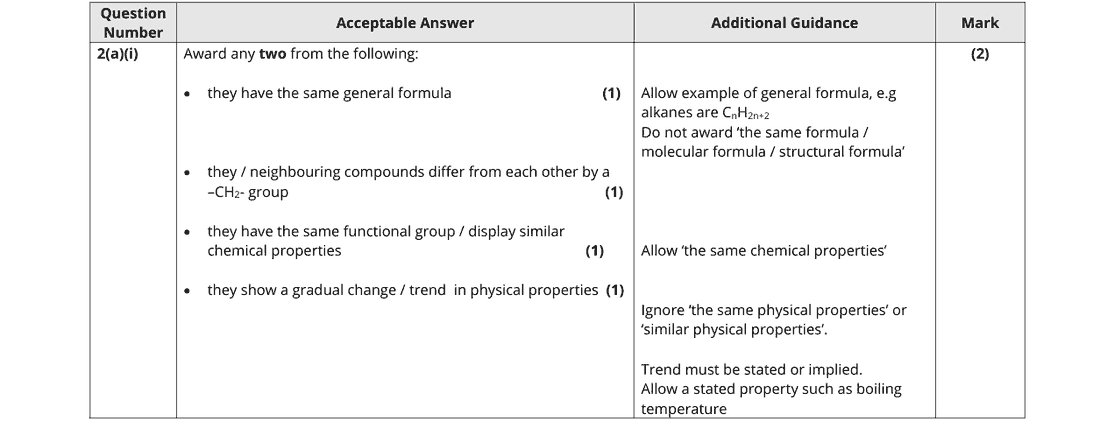 Question Number
Acceptable Answer
Additional Guidance
Mark
2(a)(i)
Award any two from the following:
(2)
• they have the same general formula (1)
Allow example of general formula, e.g
alkanes are CnH2n+2
Do not award ‘the same formula /
molecular formula / structural formula’
• they / neighbouring compounds differ from each other by a
–CH2- group (1)
• they have the same functional group / display similar
chemical properties (1)
Allow ‘the same chemical properties’
• they show a gradual change / trend in physical properties (1)
Ignore ‘the same physical properties’ or
‘similar physical properties’.
Trend must be stated or implied.
Allow a stated property such as boiling
temperature